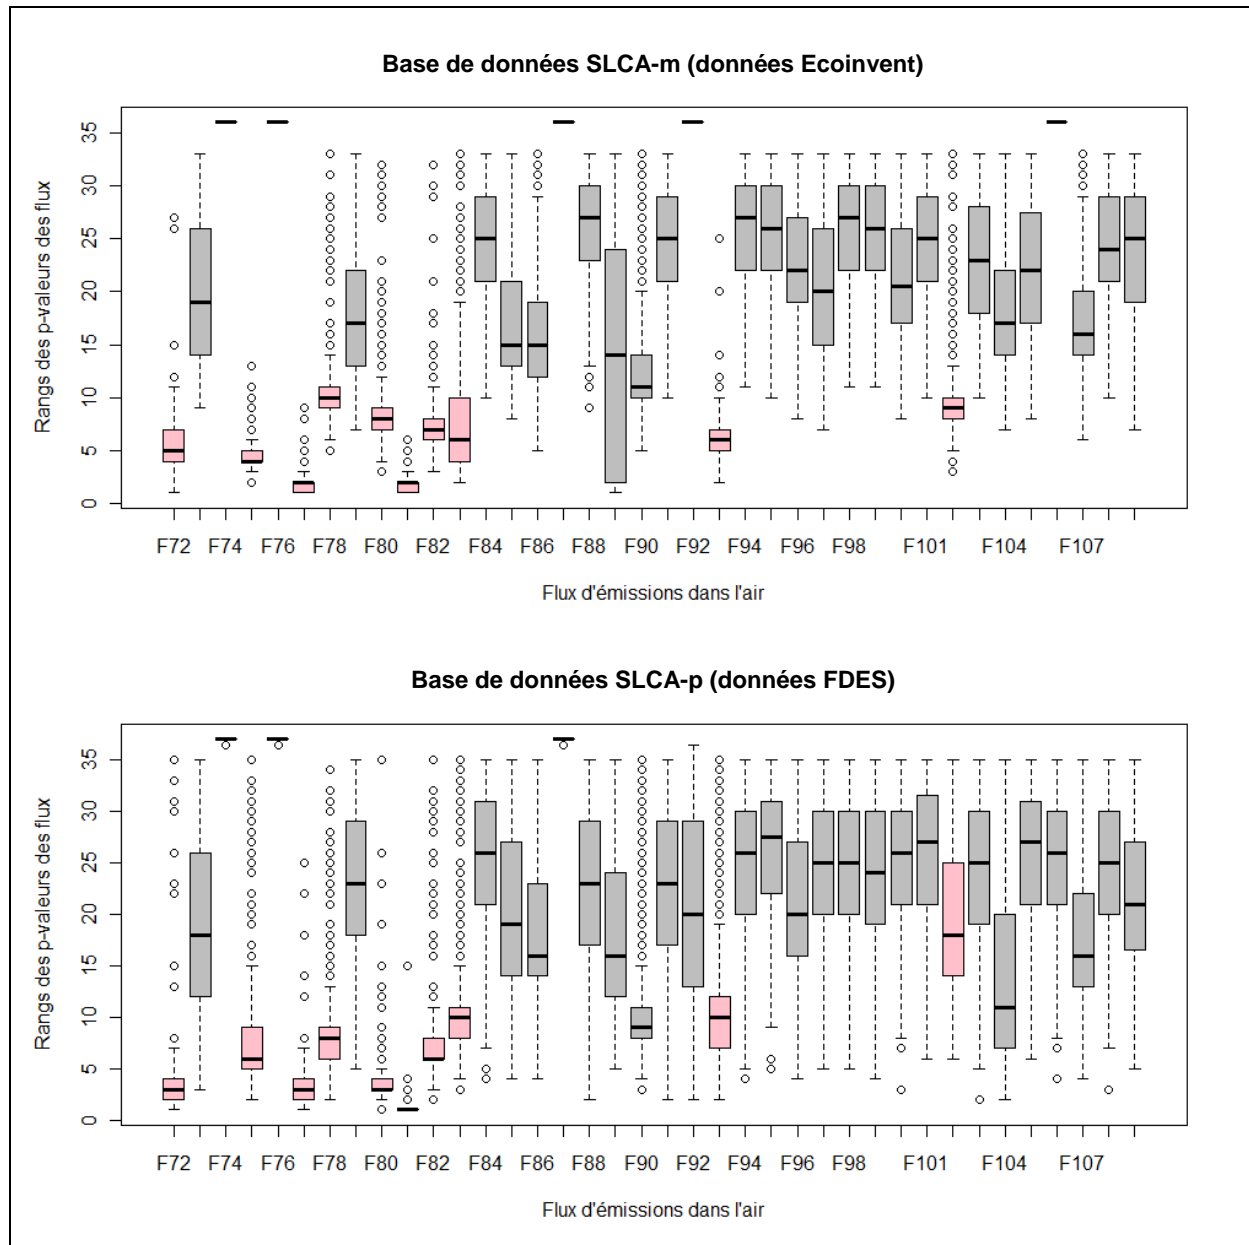 Base de données SLCA-m (données Ecoinvent)
Rangs des p-valeurs des flux
35
30
25
20
15
10
5
0
F72 F74 F76 F78 F80 F82 F84 F86 F88 F90 F92 F94 F96 F98 F101 F104 F107
Flux d'émissions dans l'air
Base de données SLCA-p (données FDES)
Rangs des p-valeurs des flux
35
30
25
20
15
10
5
0
F72 F74 F76 F78 F80 F82 F84 F86 F88 F90 F92 F94 F96 F98 F101 F104 F107
Flux d'émissions dans l'air